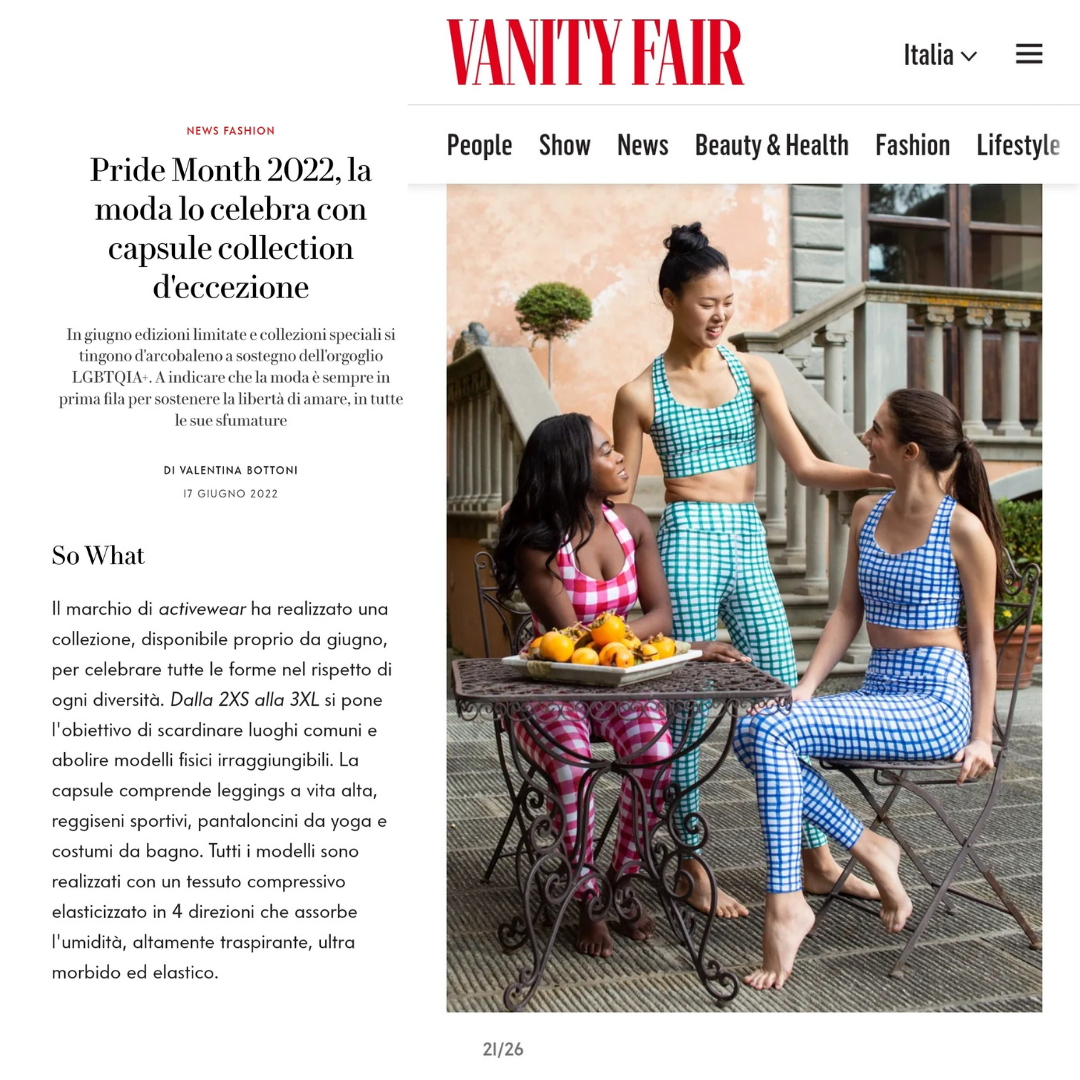 NEWS FASHION
Pride Month 2022, la
moda lo celebra con
capsule collection
d'eccezione
In giugno edizioni limitate e collezioni speciali si
tingono d'arcobaleno a sostegno dell'orgoglio
LGBTQIA+. A indicare che la moda è sempre in
prima fila per sostenere la libertà di amare, in tutte
le sue sfumature
DI VALENTINA BOTTONI
17 GIUGNO 2022
So What
Il marchio di activewear ha realizzato una
collezione, disponibile proprio da giugno,
per celebrare tutte le forme nel rispetto di
ogni diversità. Dalla 2XS alla 3XL si pone
l'obiettivo di scardinare luoghi comuni e
abolire modelli fisici irraggiungibili. La
capsule comprende leggings a vita alta,
reggiseni sportivi, pantaloncini da yoga e
costumi da bagno. Tutti i modelli sono
realizzati con un tessuto compressivo
elasticizzato in 4 direzioni che assorbe
l'umidità, altamente traspirante, ultra
morbido ed elastico.
VANITY FAIR
Italia
People Show News Beauty & Health Fashion Lifestyle
21/26